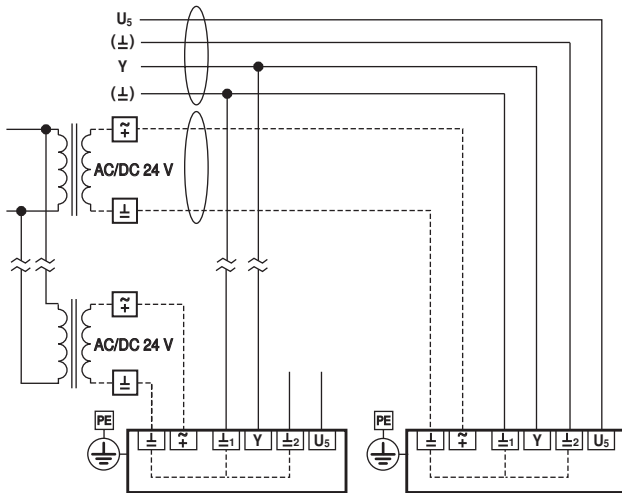 U5
(⊥)
Y
(⊥)
~
+
AC/DC 24 V
⊥
~
+
AC/DC 24 V
⊥
PE
⊥ ~+ ⊥1 Y ⊥2 U5
PE
⊥ ~+ ⊥1 Y ⊥2 U5